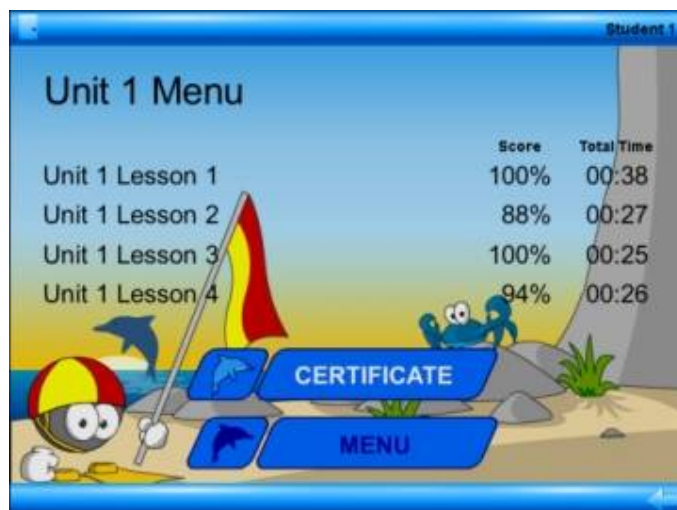 Student 1
Unit 1 Menu
Score Total Time
Unit 1 Lesson 1 100% 00:38
Unit 1 Lesson 2 88% 00:27
Unit 1 Lesson 3 100% 00:25
Unit 1 Lesson 4 94% 00:26
CERTIFICATE
MENU